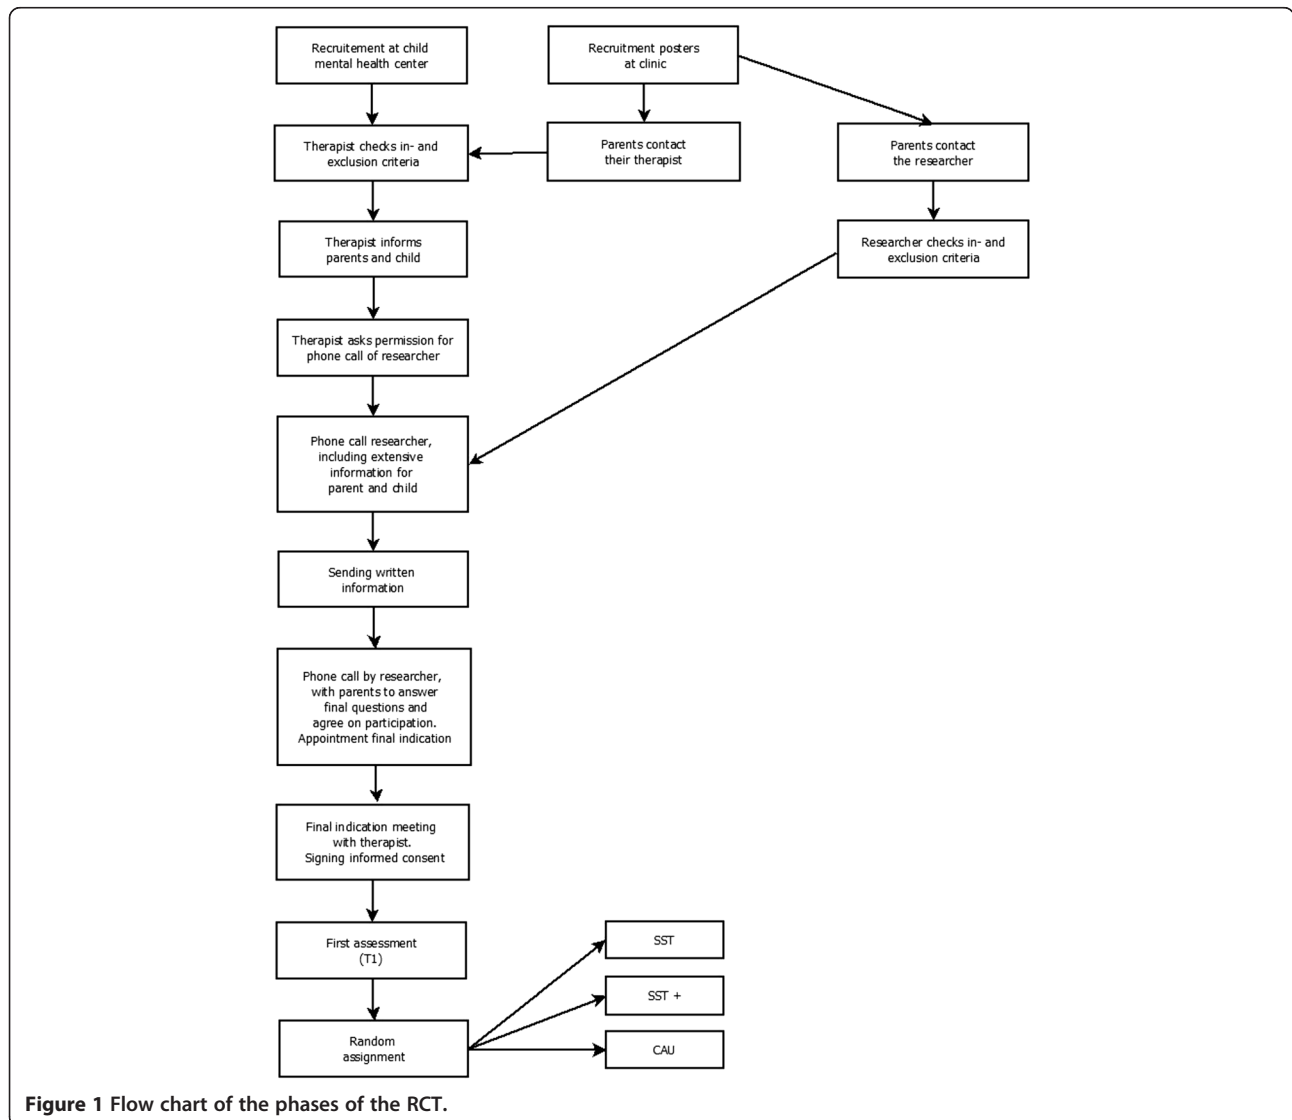 Recruitement at child
mental health center
Recruitment posters
at clinic
Therapist checks in- and
exclusion criteria
Parents contact
their therapist
Parents contact
the researcher
Therapist informs
parents and child
Researcher checks in- and
exclusion criteria
Therapist asks permission for
phone call of researcher
Phone call researcher,
including extensive
information for
parent and child
Sending written
information
Phone call by researcher,
with parents to answer
final questions and
agree on participation.
Appointment final indication
Final indication meeting
with therapist.
Signing informed consent
First assessment
(T1)
SST
SST +
Random
assignment
CAU
Figure 1 Flow chart of the phases of the RCT.